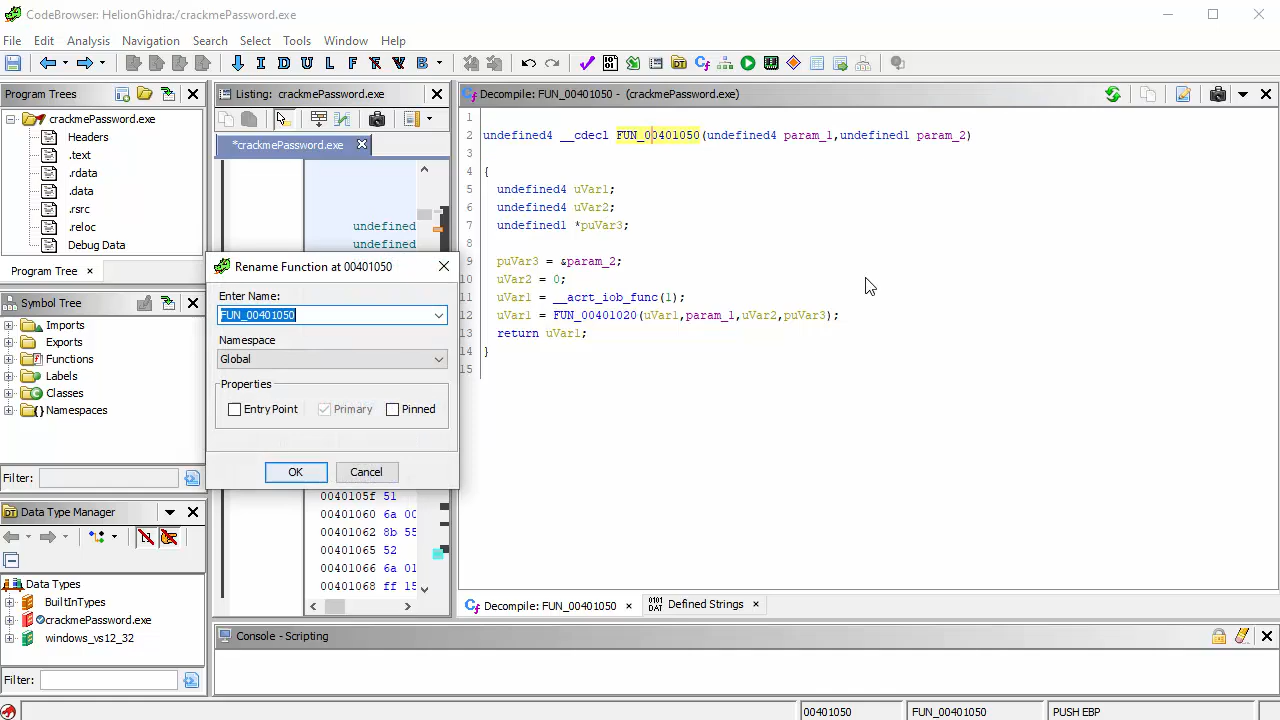 CodeBrowser: HelionGhidra:/crackmePassword.exe
File Edit Analysis Navigation Search Select Tools Window Help
I D U L F V B
Program Trees
crackmePassword.exe
Headers
.text
.rdata
.data
.rsrc
.reloc
Debug Data
Program Tree ×
Symbol Tree
Imports
Exports
Functions
Labels
Classes
Namespaces
Filter:
Data Type Manager
Data Types
BuiltInTypes
crackmePassword.exe
windows_vs12_32
Filter:
Listing: crackmePassword.exe
*crackmePassword.exe
undefined
undefined
Rename Function at 00401050
Enter Name:
FUN_00401050
Namespace
Global
Properties
Entry Point Primary Pinned
OK Cancel
0040105f 51
00401060 6a 00
00401062 8b 55
00401065 52
00401066 6a 01
00401068 ff 15
Decompile: FUN_00401050 - (crackmePassword.exe)
1
2 undefined4 __cdecl FUN_00401050(undefined4 param_1,undefined1 param_2)
3
4 {
5 undefined4 uVar1;
6 undefined4 uVar2;
7 undefined1 *puVar3;
8
9 puVar3 = &param_2;
10 uVar2 = 0;
11 uVar1 = __acrt_iob_func(1);
12 uVar1 = FUN_00401020(uVar1,param_1,uVar2,puVar3);
13 return uVar1;
14 }
15
Decompile: FUN_00401050 × Defined Strings ×
Console - Scripting
00401050 FUN_00401050 PUSH EBP